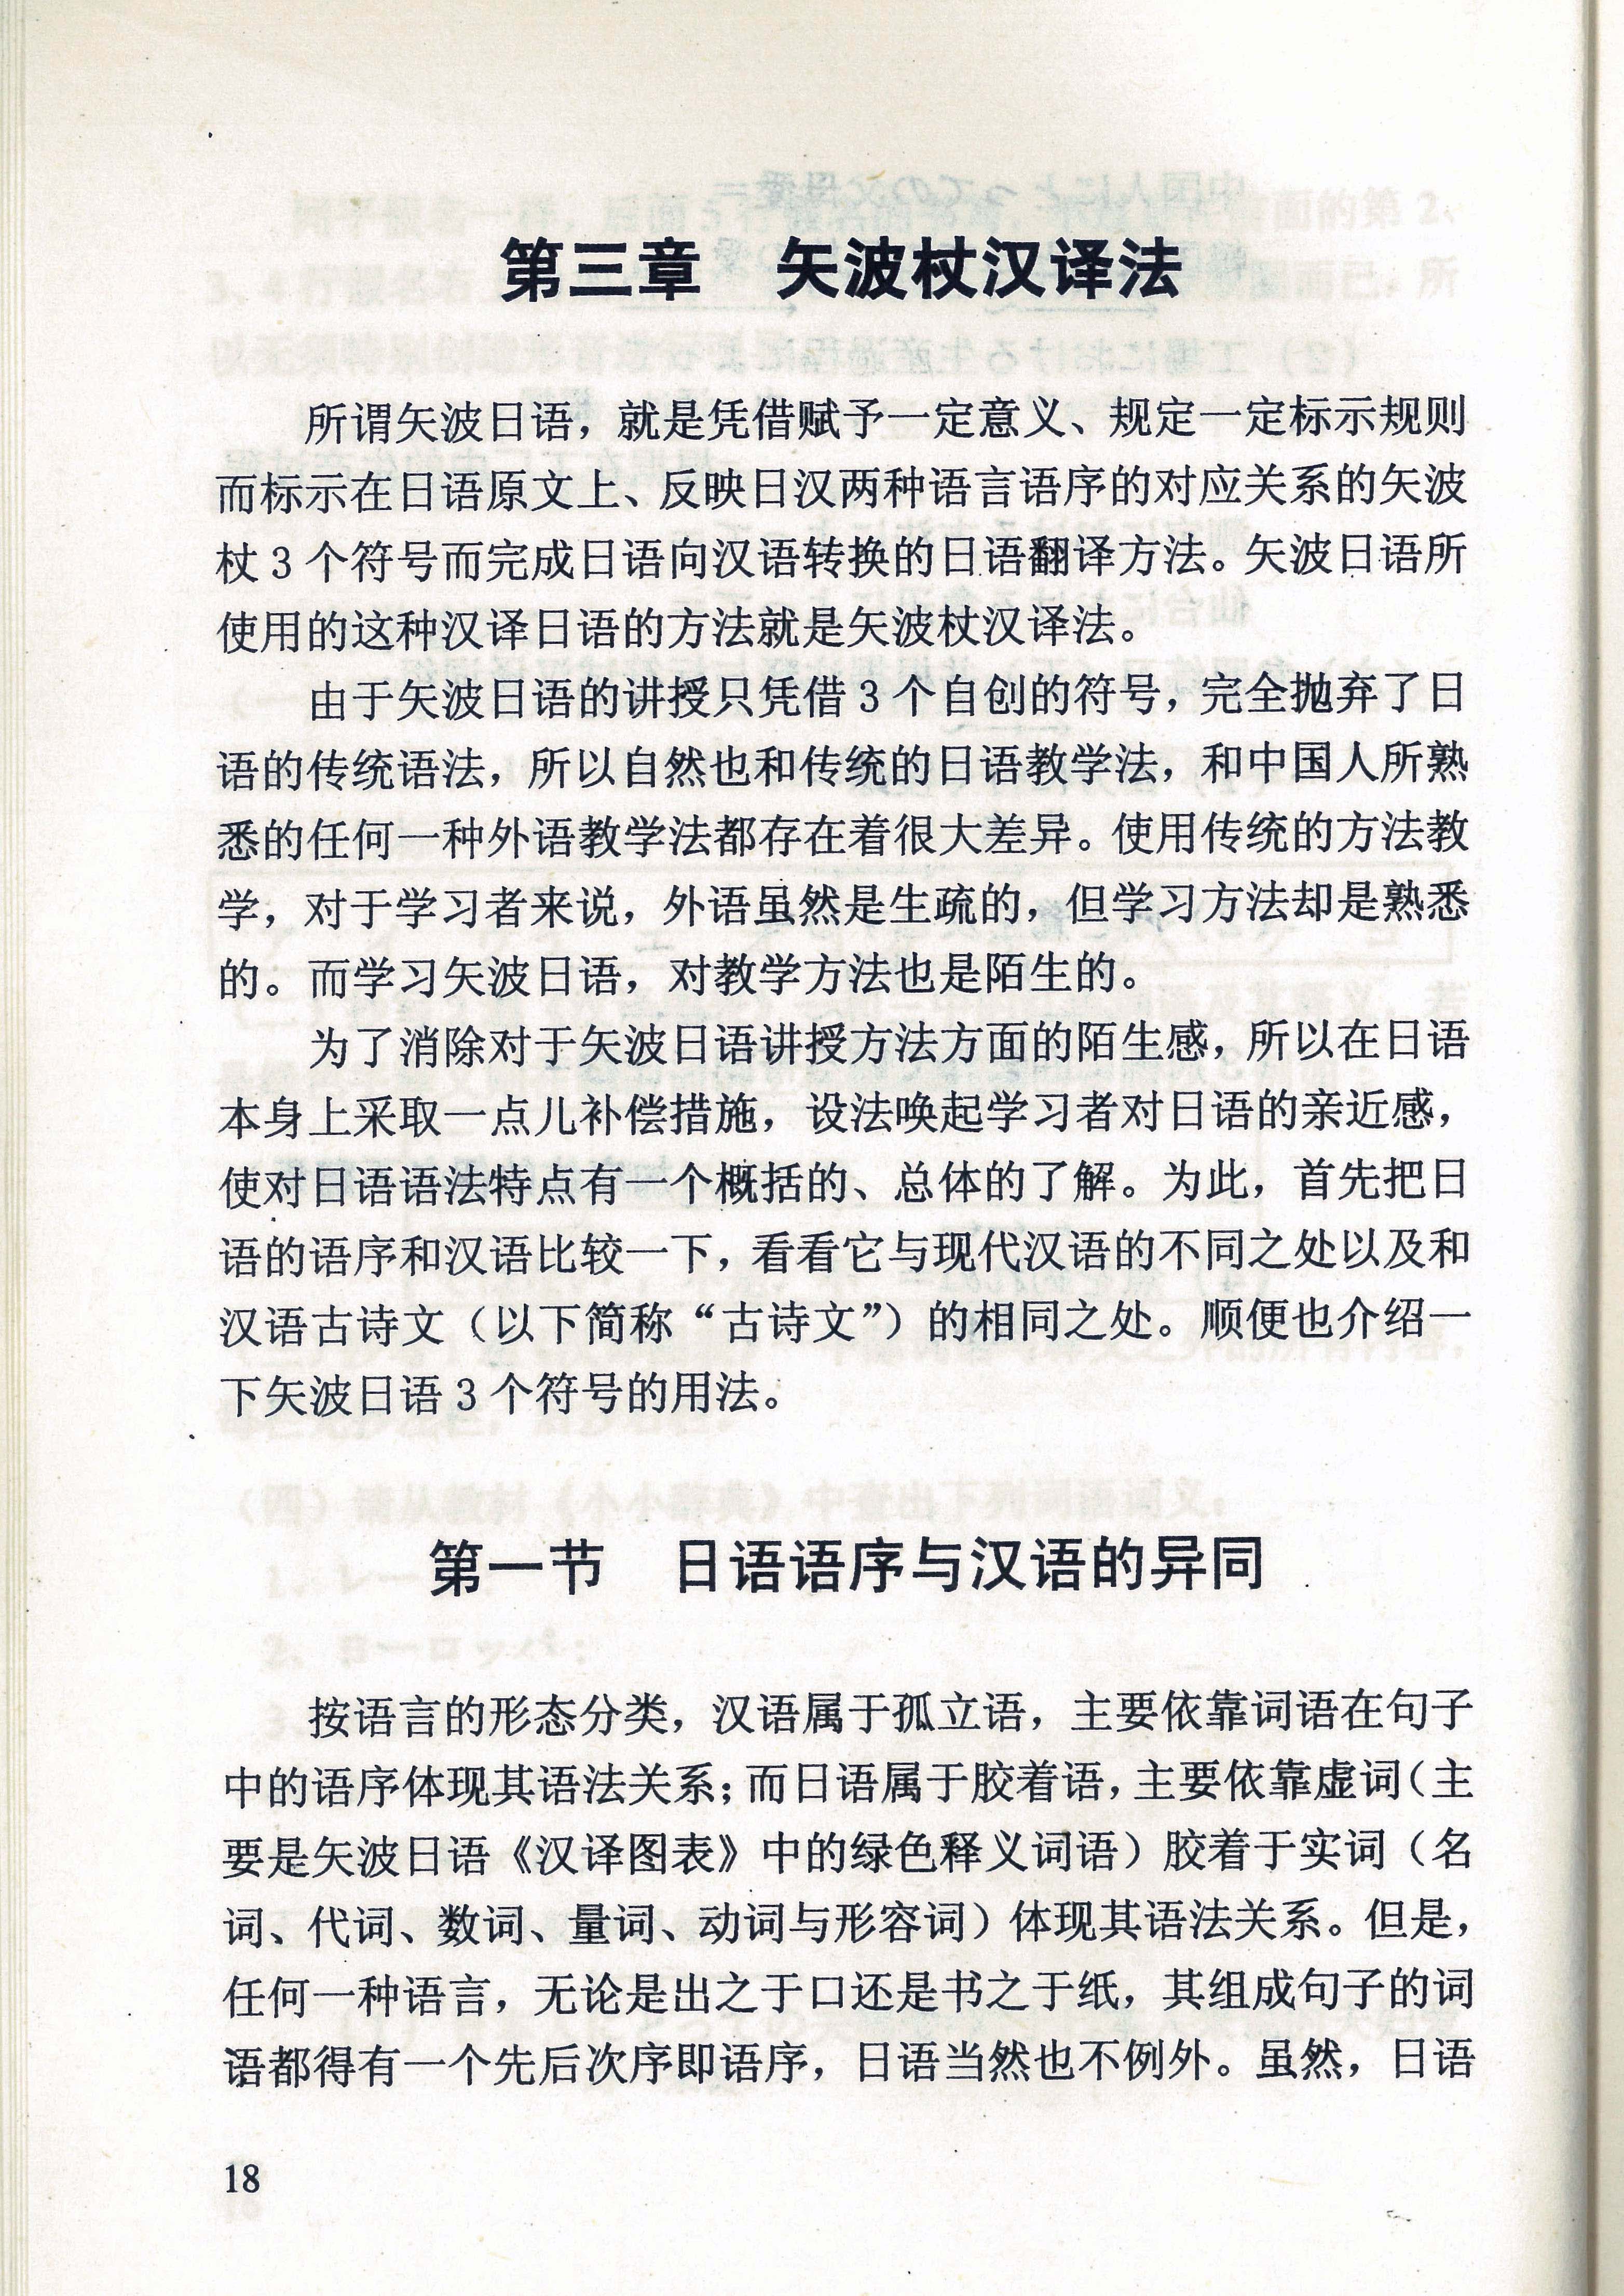 第三章 矢波杖汉译法
所谓矢波日语，就是凭借赋予一定意义、规定一定标示规则
而标示在日语原文上、反映日汉两种语言语序的对应关系的矢波
杖3个符号而完成日语向汉语转换的日语翻译方法。矢波日语所
使用的这种汉译日语的方法就是矢波杖汉译法。
由于矢波日语的讲授只凭借3个自创的符号，完全抛弃了日
语的传统语法，所以自然也和传统的日语教学法，和中国人所熟
悉的任何一种外语教学法都存在着很大差异。使用传统的方法教
学，对于学习者来说，外语虽然是生疏的，但学习方法却是熟悉
的。而学习矢波日语，对教学方法也是陌生的。
为了消除对于矢波日语讲授方法方面的陌生感，所以在日语
本身上采取一点儿补偿措施，设法唤起学习者对日语的亲近感，
使对日语语法特点有一个概括的、总体的了解。为此，首先把日
语的语序和汉语比较一下，看看它与现代汉语的不同之处以及和
汉语古诗文（以下简称“古诗文”）的相同之处。顺便也介绍一
下矢波日语3个符号的用法。
第一节 日语语序与汉语的异同
按语言的形态分类，汉语属于孤立语，主要依靠词语在句子
中的语序体现其语法关系；而日语属于胶着语，主要依靠虚词（主
要是矢波日语《汉译图表》中的绿色释义词语）胶着于实词（名
词、代词、数词、量词、动词与形容词）体现其语法关系。但是，
任何一种语言，无论是出之于口还是书之于纸，其组成句子的词
语都得有一个先后次序即语序，日语当然也不例外。虽然，日语
18